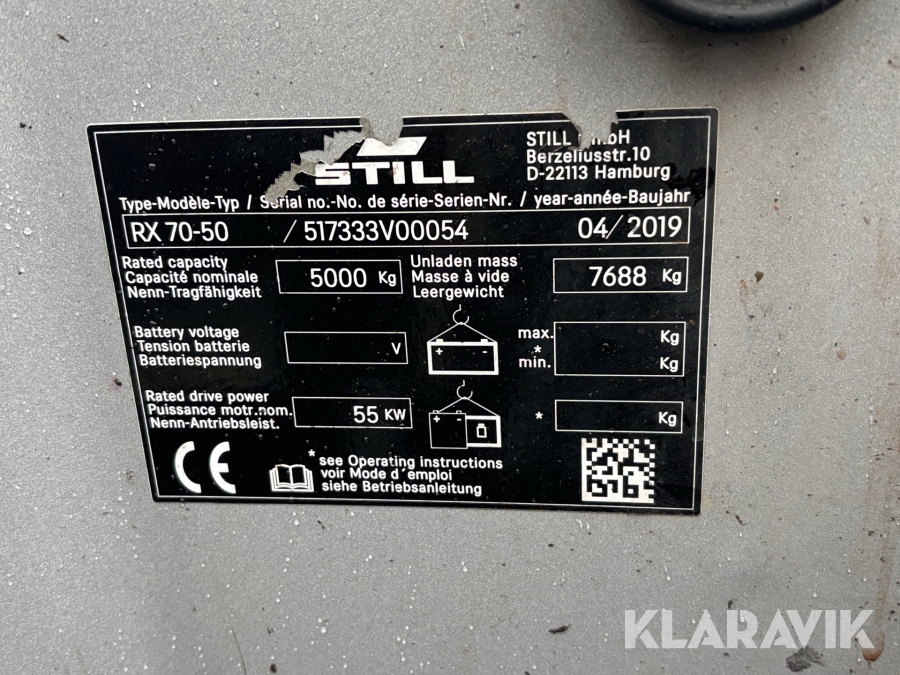 STILL
STILL GmbH
Berzeliusstr.10
D-22113 Hamburg
Type-Modèle-Typ / Serial no.-No. de série-Serien-Nr. / year-année-Baujahr
RX 70-50 / 517333V00054 04/2019
Rated capacity
Capacité nominale
Nenn-Tragfähigkeit
5000 Kg
Unladen mass
Masse à vide
Leergewicht
7688 Kg
Battery voltage
Tension batterie
Batteriespannung
V
+ -
max. Kg
*
min. Kg
Rated drive power
Puissance motr.nom.
Nenn-Antriebsleist.
55 KW
+ -
* Kg
CE
* see Operating instructions
voir Mode d'emploi
siehe Betriebsanleitung
KLARAVIK